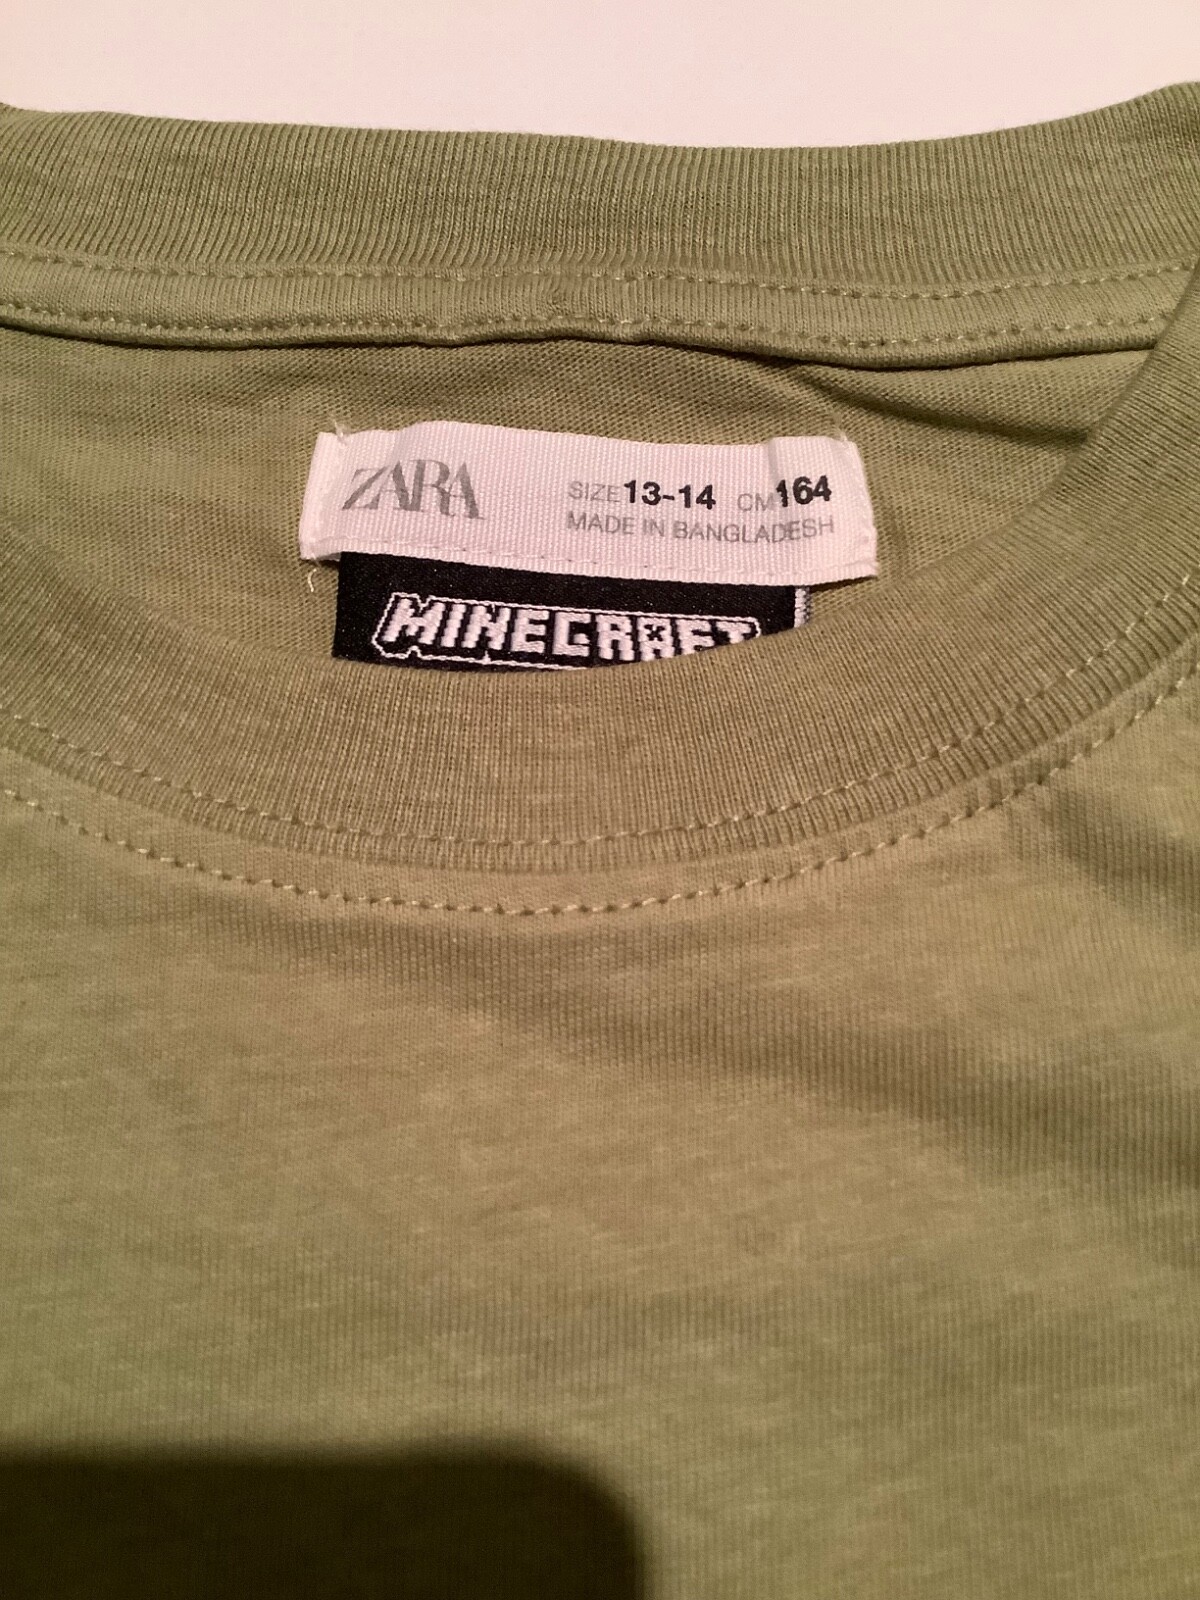 ZARA
SIZE 13-14 CM 164
MADE IN BANGLADESH
MINECRAFT